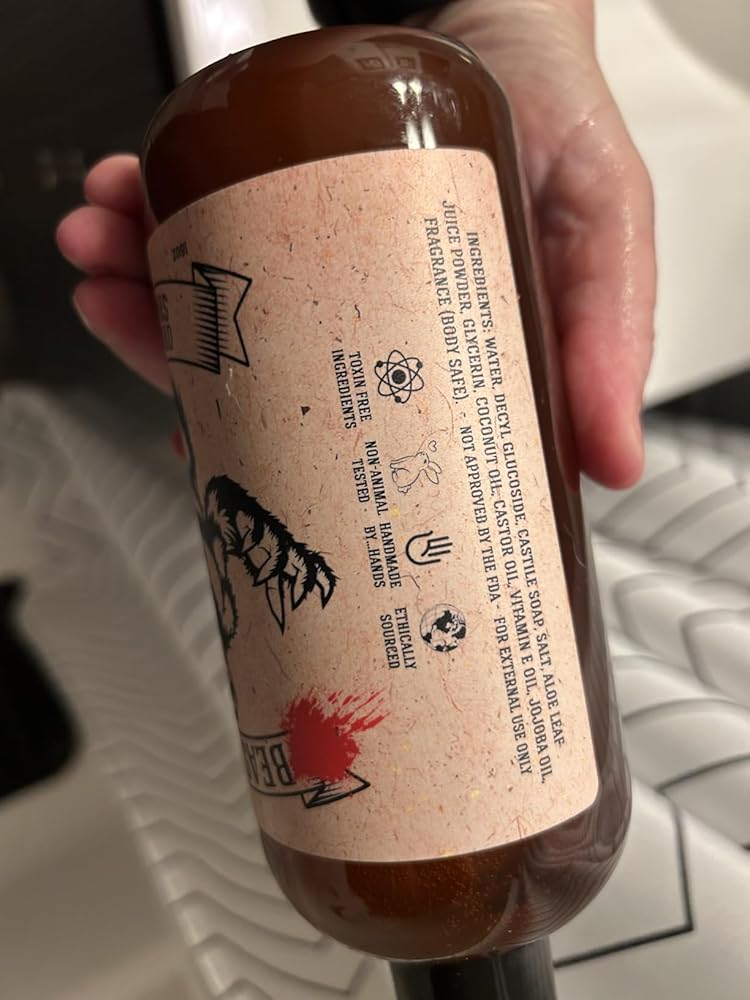 INGREDIENTS: WATER, DECYL GLUCOSIDE, CASTILE SOAP, SALT, ALOE LEAF
JUICE POWDER, GLYCERIN, COCONUT OIL, CASTOR OIL, VITAMIN E OIL, JOJOBA OIL,
FRAGRANCE (BODY SAFE) - NOT APPROVED BY THE FDA - FOR EXTERNAL USE ONLY
TOXIN FREE
INGREDIENTS
NON-ANIMAL
TESTED
HANDMADE
BY...HANDS
ETHICALLY
SOURCED
BEA
16oz